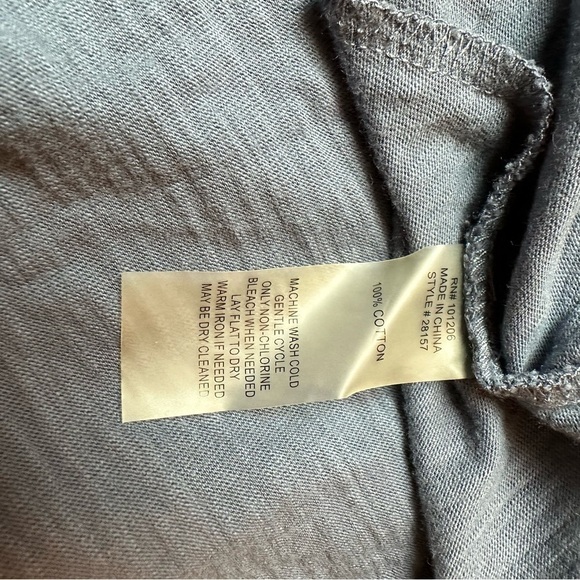 RN# 101206
MADE IN CHINA
STYLE # 28157
100% COTTON
MACHINE WASH COLD
GENTLE CYCLE
ONLY NON-CHLORINE
BLEACH WHEN NEEDED
LAY FLAT TO DRY
WARM IRON IF NEEDED
MAY BE DRY CLEANED